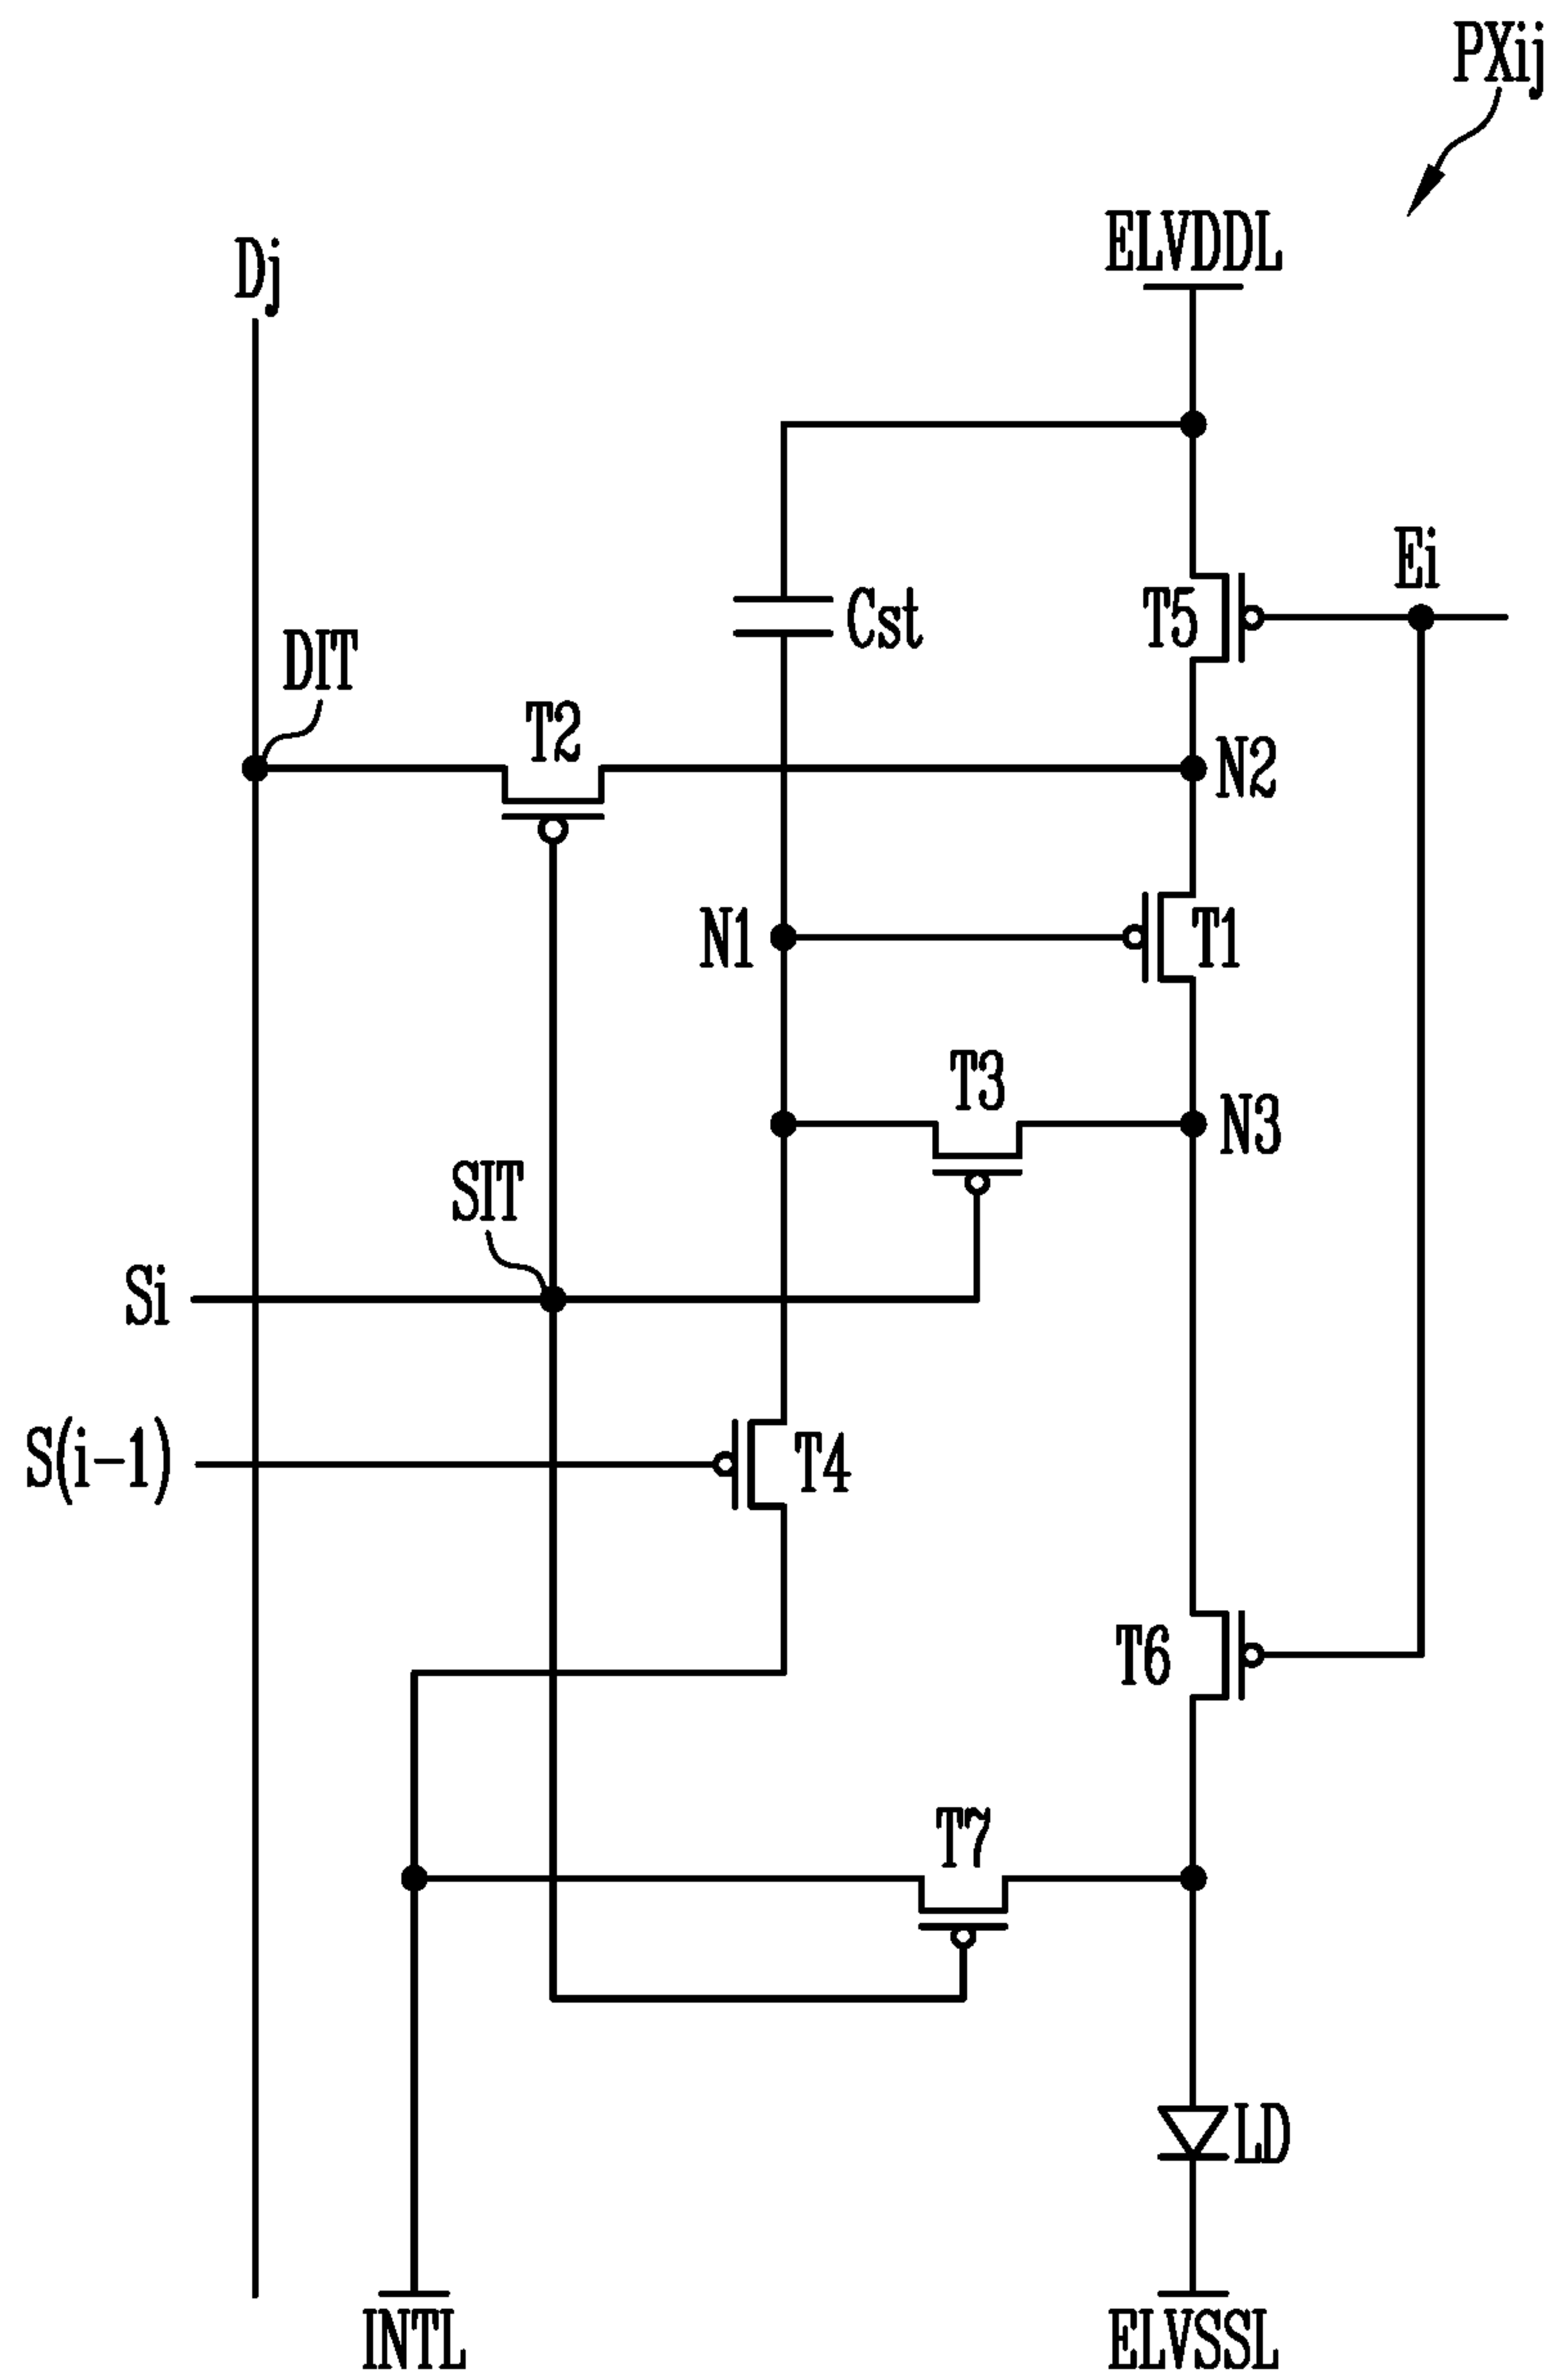 PXij
ELVDDL
Dj
Ei
Cst
T5
DIT
T2
N2
N1
T1
T3
N3
SIT
Si
S(i-1)
T4
T6
T7
LD
INTL
ELVSSL